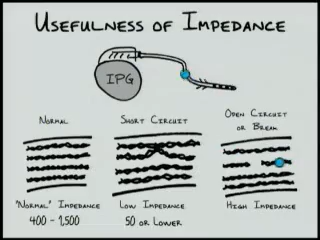 Usefulness of Impedance
IPG
Normal
Short Circuit
Open Circuit
or Break
"Normal" Impedance
400 - 1,500
Low Impedance
50 or Lower
High Impedance